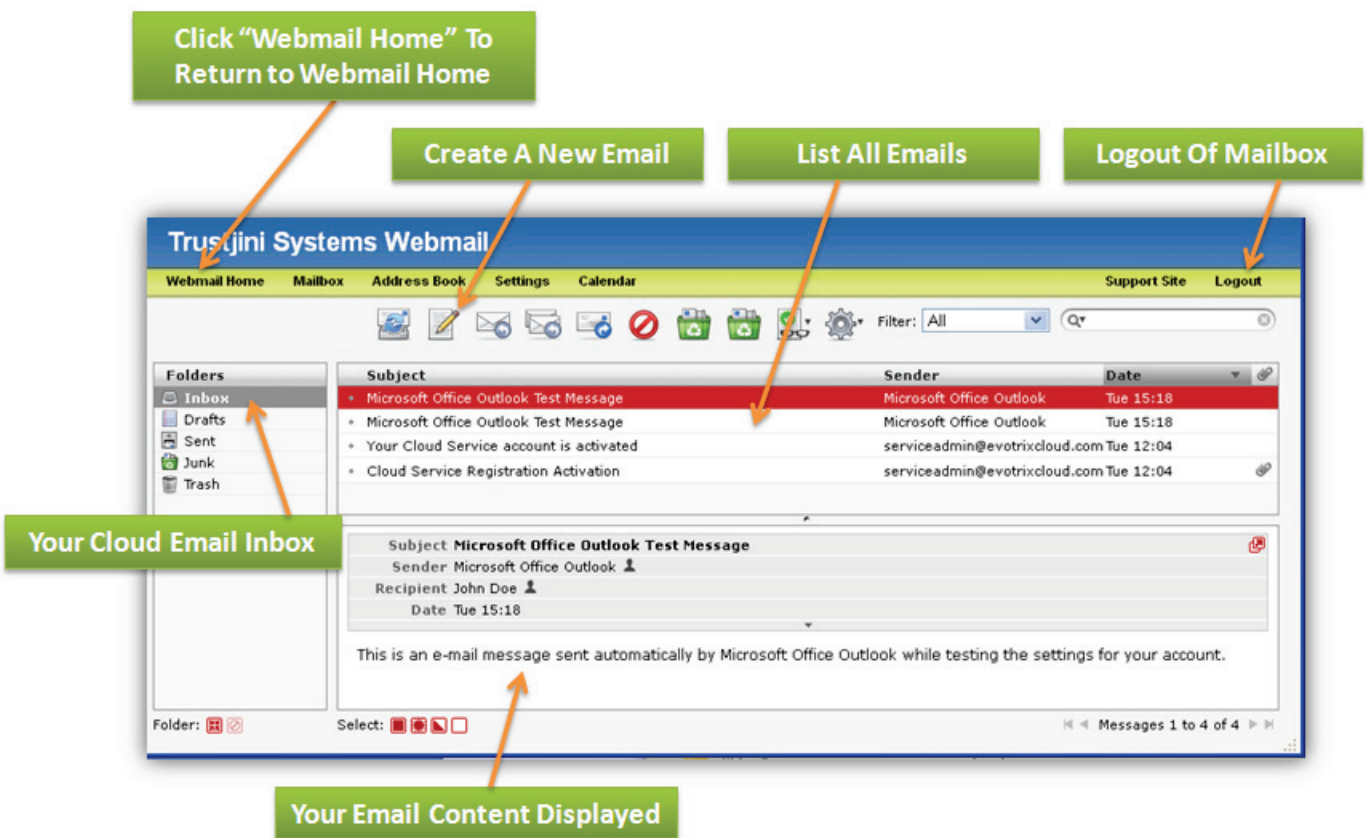 Click “Webmail Home” To
Return to Webmail Home
Create A New Email
List All Emails
Logout Of Mailbox
Trustjini Systems Webmail
Webmail Home Mailbox Address Book Settings Calendar Support Site Logout
Filter: All
Folders
Inbox
Drafts
Sent
Junk
Trash
Subject Sender Date
Microsoft Office Outlook Test Message Microsoft Office Outlook Tue 15:18
Microsoft Office Outlook Test Message Microsoft Office Outlook Tue 15:18
Your Cloud Service account is activated serviceadmin@evotrixcloud.com Tue 12:04
Cloud Service Registration Activation serviceadmin@evotrixcloud.com Tue 12:04
Your Cloud Email Inbox
Subject Microsoft Office Outlook Test Message
Sender Microsoft Office Outlook
Recipient John Doe
Date Tue 15:18
This is an e-mail message sent automatically by Microsoft Office Outlook while testing the settings for your account.
Folder: Select: Messages 1 to 4 of 4
Your Email Content Displayed